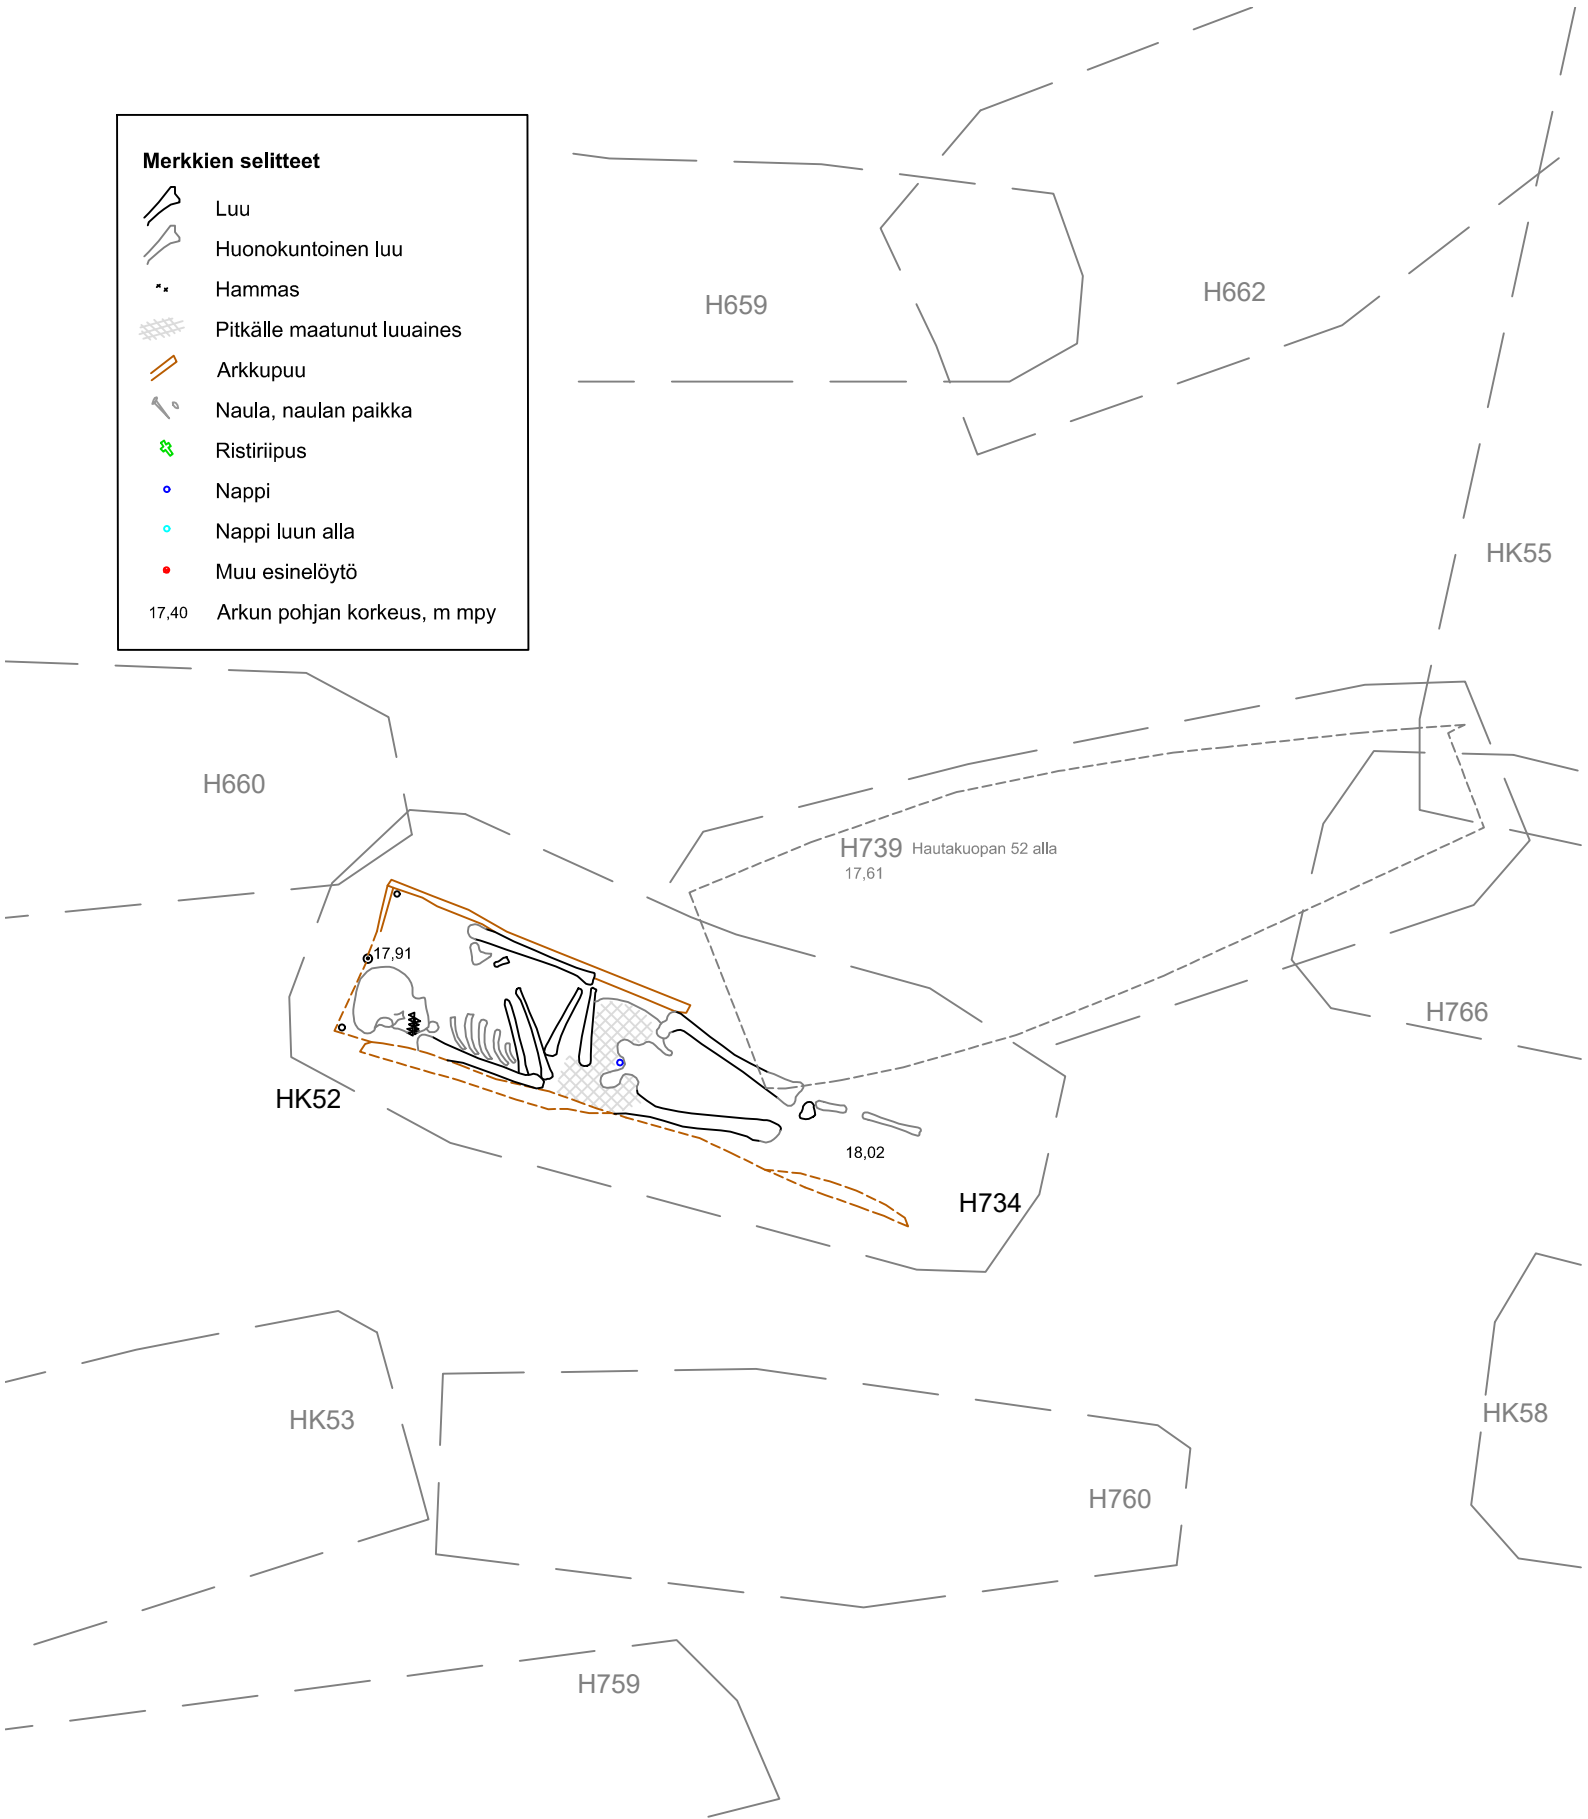 Merkkien selitteet
Luu
Huonokuntoinen luu
Hammas
Pitkälle maatunut luuaines
Arkkupuu
Naula, naulan paikka
Ristiriipus
Nappi
Nappi luun alla
Muu esinelöytö
17,40 Arkun pohjan korkeus, m mpy
H659
H662
HK55
H660
H739 Hautakuopan 52 alla
17,61
17,91
H766
HK52
18,02
H734
HK53
HK58
H760
H759